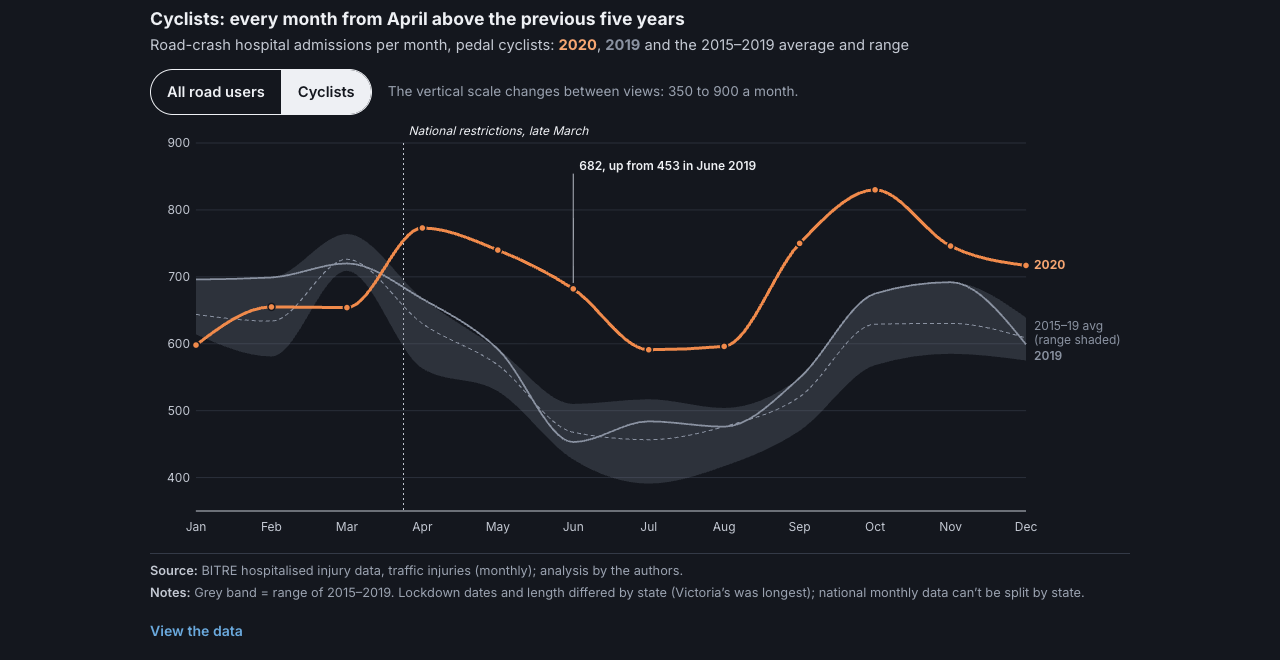 Cyclists: every month from April above the previous five years
Road-crash hospital admissions per month, pedal cyclists: 2020, 2019 and the 2015–2019 average and range
All road users Cyclists The vertical scale changes between views: 350 to 900 a month.
National restrictions, late March
900
682, up from 453 in June 2019
800
700
2020
2015–19 avg
(range shaded)
600
2019
500
400
Jan Feb Mar Apr May Jun Jul Aug Sep Oct Nov Dec
Source: BITRE hospitalised injury data, traffic injuries (monthly); analysis by the authors.
Notes: Grey band = range of 2015–2019. Lockdown dates and length differed by state (Victoria’s was longest); national monthly data can’t be split by state.
View the data